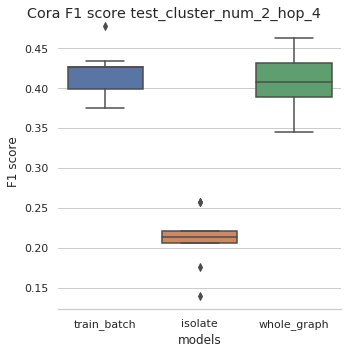 Cora F1 score test_cluster_num_2_hop_4
0.45
0.40
0.35
0.30
0.25
0.20
0.15
F1 score
train_batch isolate whole_graph
models